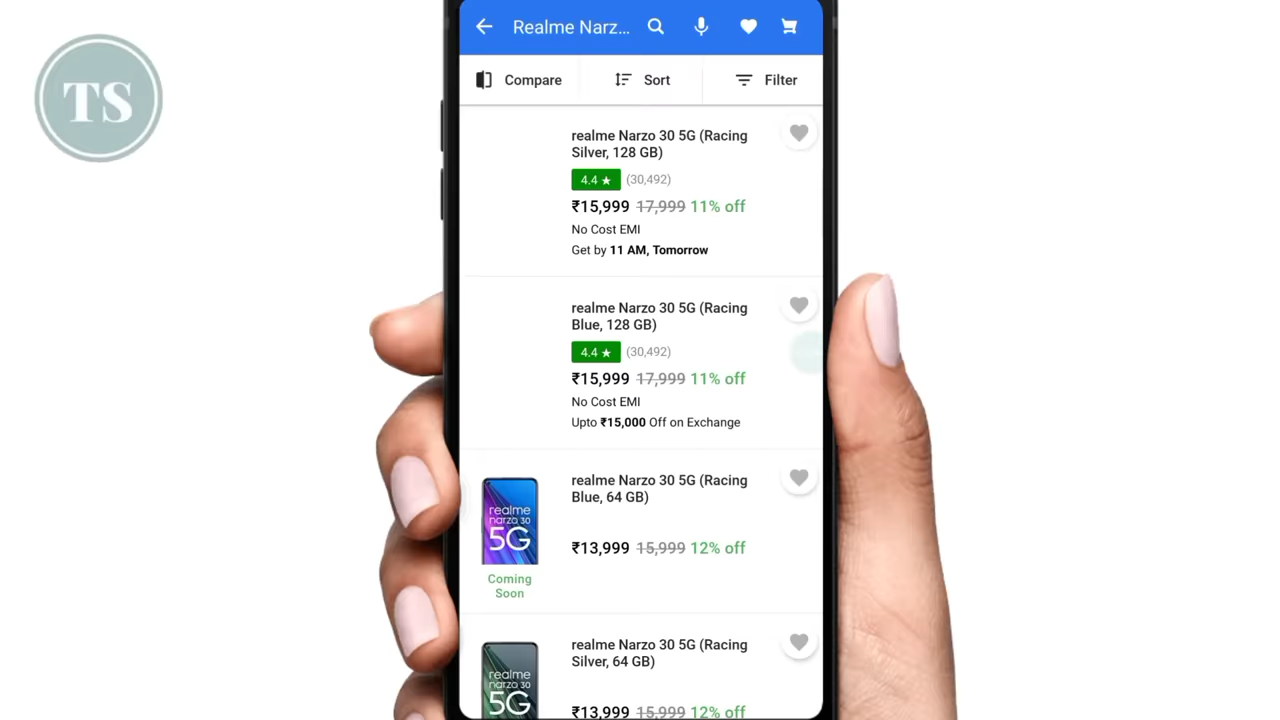 TS
Realme Narz...
Compare
Sort
Filter
realme Narzo 30 5G (Racing
Silver, 128 GB)
4.4 ★ (30,492)
₹15,999 17,999 11% off
No Cost EMI
Get by 11 AM, Tomorrow
realme Narzo 30 5G (Racing
Blue, 128 GB)
4.4 ★ (30,492)
₹15,999 17,999 11% off
No Cost EMI
Upto ₹15,000 Off on Exchange
realme
narzo 30
5G
Coming
Soon
realme Narzo 30 5G (Racing
Blue, 64 GB)
₹13,999 15,999 12% off
realme
narzo 30
5G
realme Narzo 30 5G (Racing
Silver, 64 GB)
₹13,999 15,999 12% off